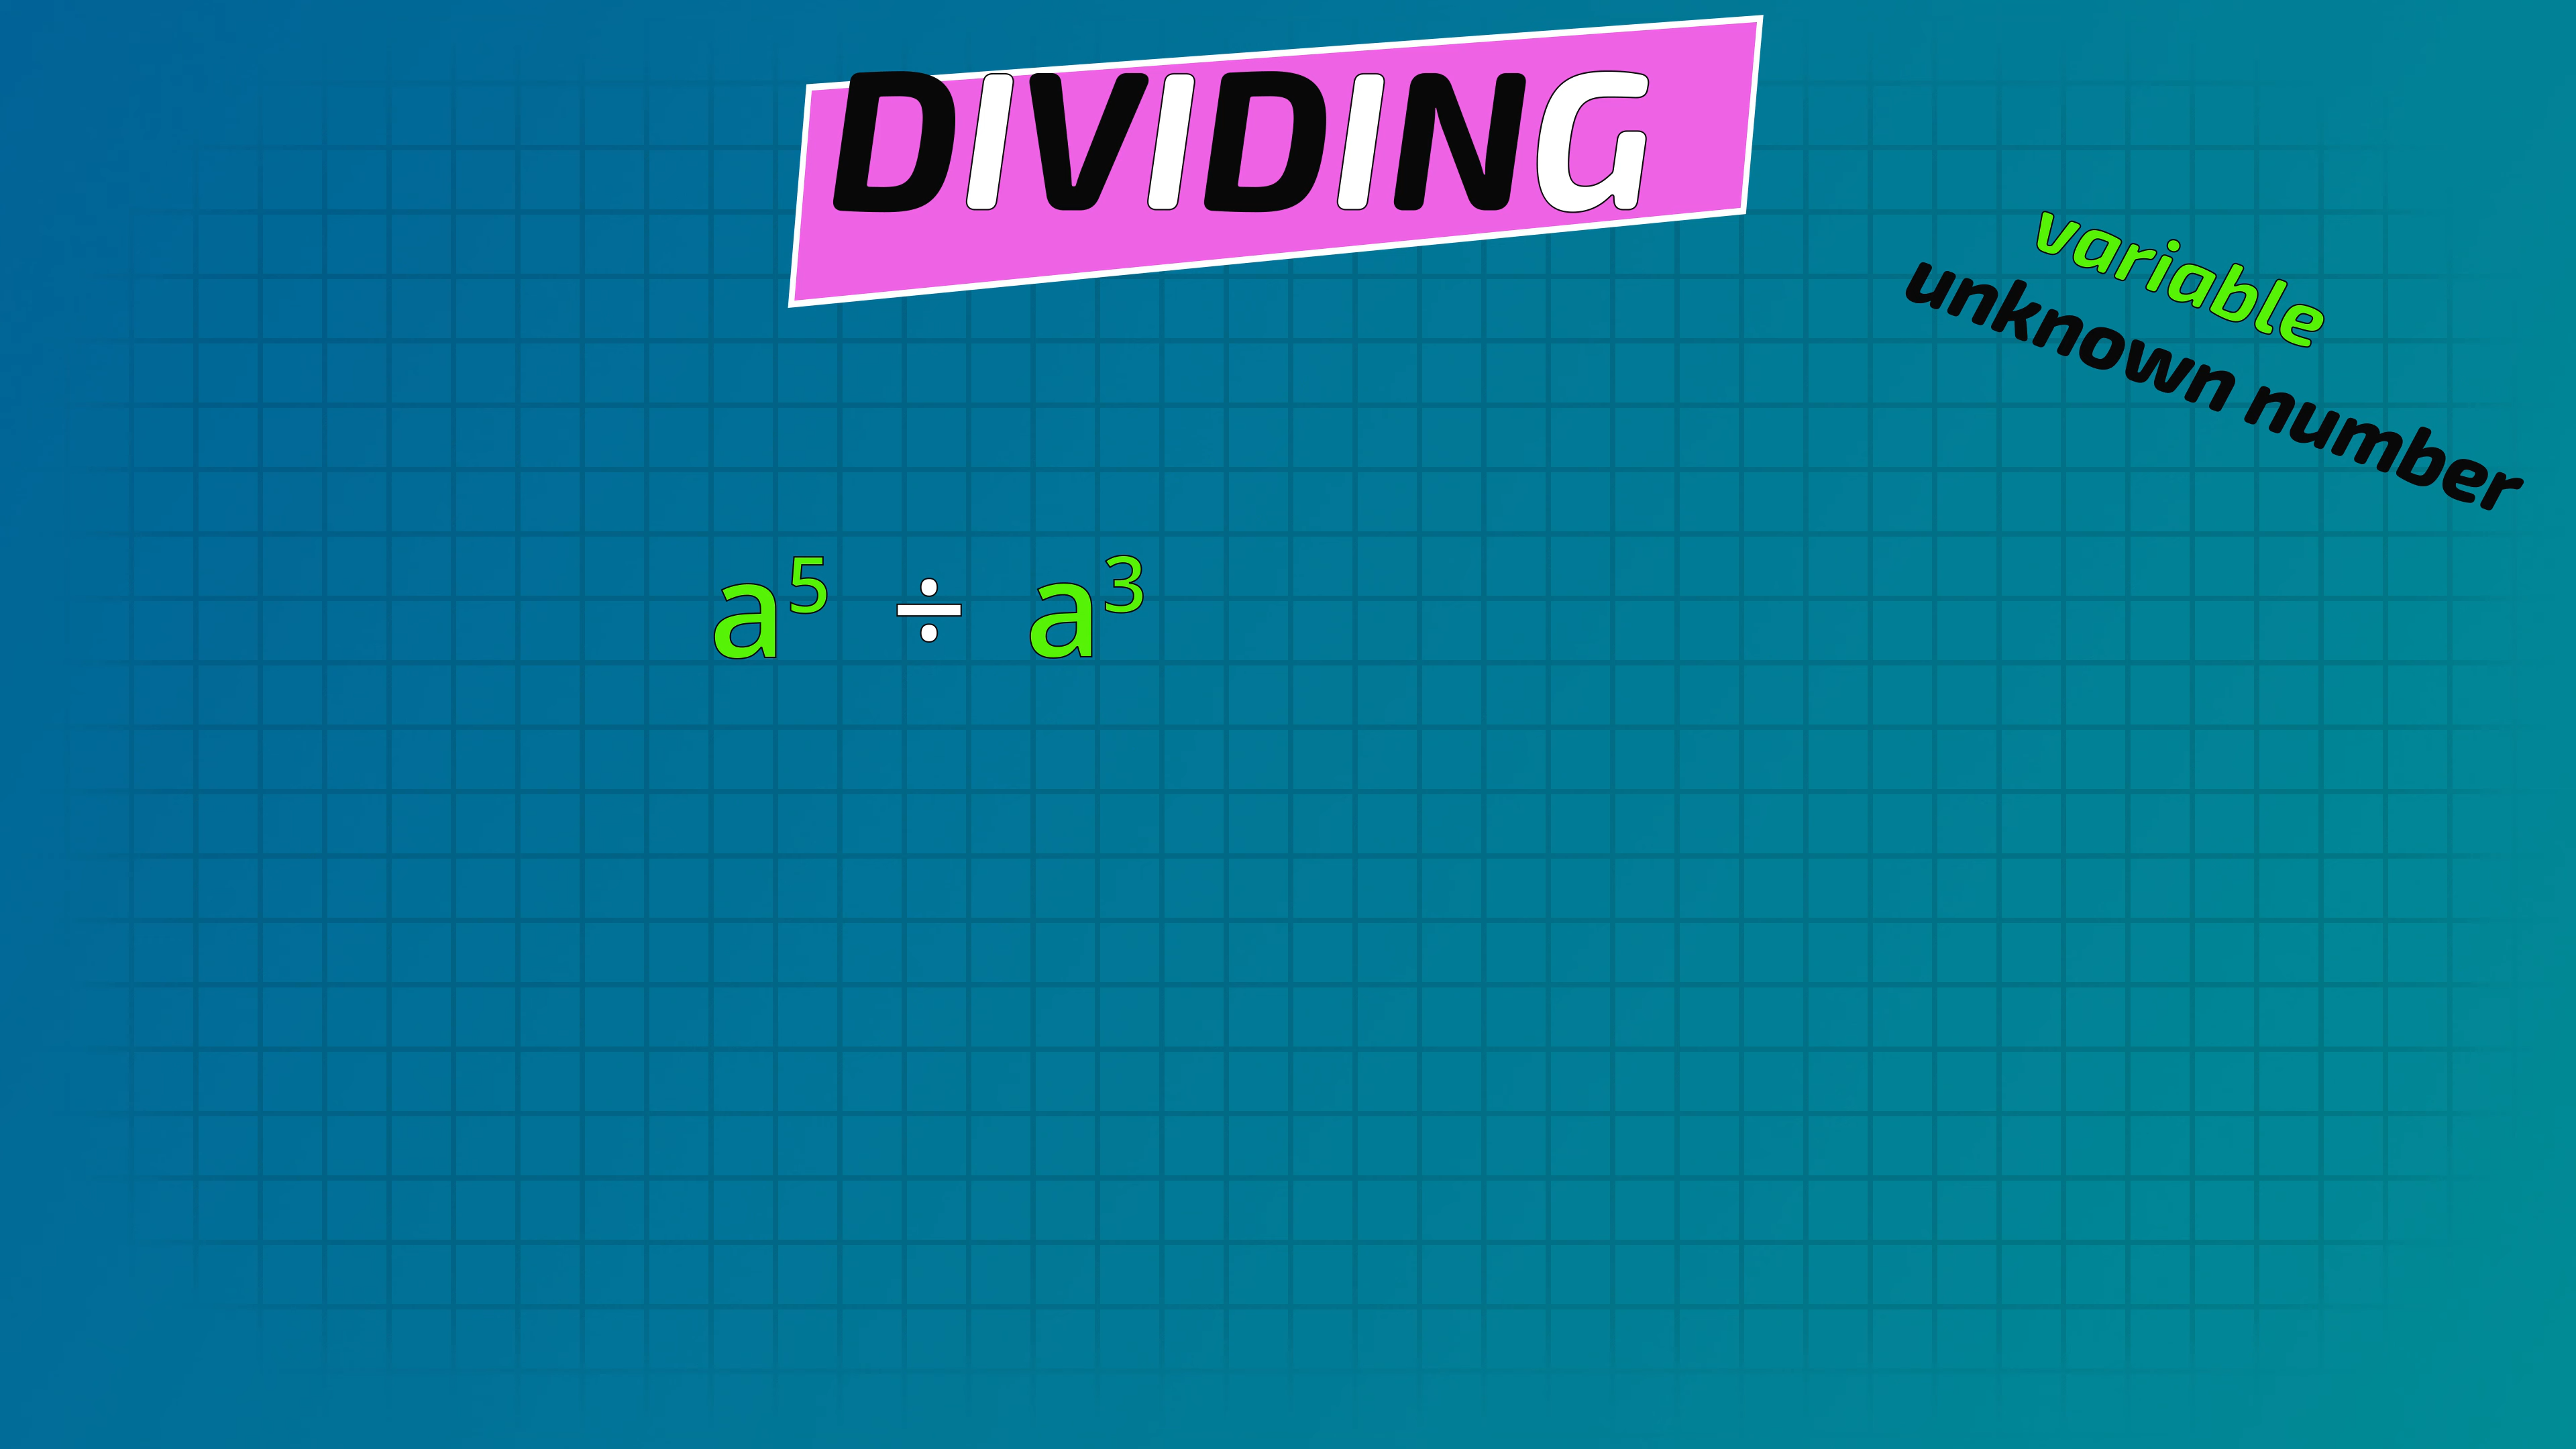 DIVIDING
variable
unknown number
a⁵ ÷ a³